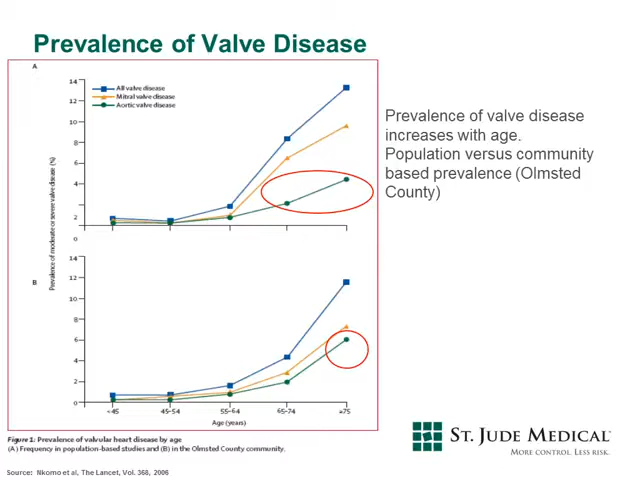 Prevalence of Valve Disease
A
14
12
10
8
6
4
2
0
All valve disease
Mitral valve disease
Aortic valve disease
Prevalence of moderate or severe valve disease (%)
B
14
12
10
8
6
4
2
0
<45
45–54
55–64
65–74
≥75
Age (years)
Figure 1: Prevalence of valvular heart disease by age
(A) Frequency in population-based studies and (B) in the Olmsted County community.
Prevalence of valve disease
increases with age.
Population versus community
based prevalence (Olmsted
County)
ST. JUDE MEDICAL
MORE CONTROL. LESS RISK.
Source: Nkomo et al, The Lancet, Vol. 368, 2006